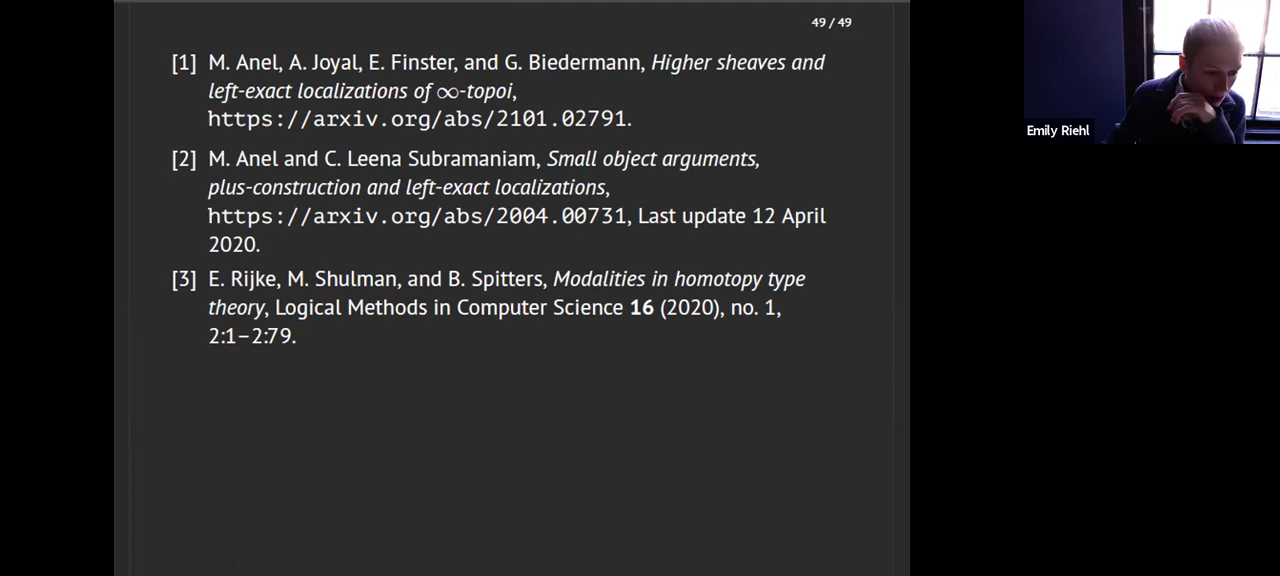 49 / 49
[1] M. Anel, A. Joyal, E. Finster, and G. Biedermann, Higher sheaves and
left-exact localizations of ∞-topoi,
https://arxiv.org/abs/2101.02791.
[2] M. Anel and C. Leena Subramaniam, Small object arguments,
plus-construction and left-exact localizations,
https://arxiv.org/abs/2004.00731, Last update 12 April
2020.
[3] E. Rijke, M. Shulman, and B. Spitters, Modalities in homotopy type
theory, Logical Methods in Computer Science 16 (2020), no. 1,
2:1–2:79.
Emily Riehl